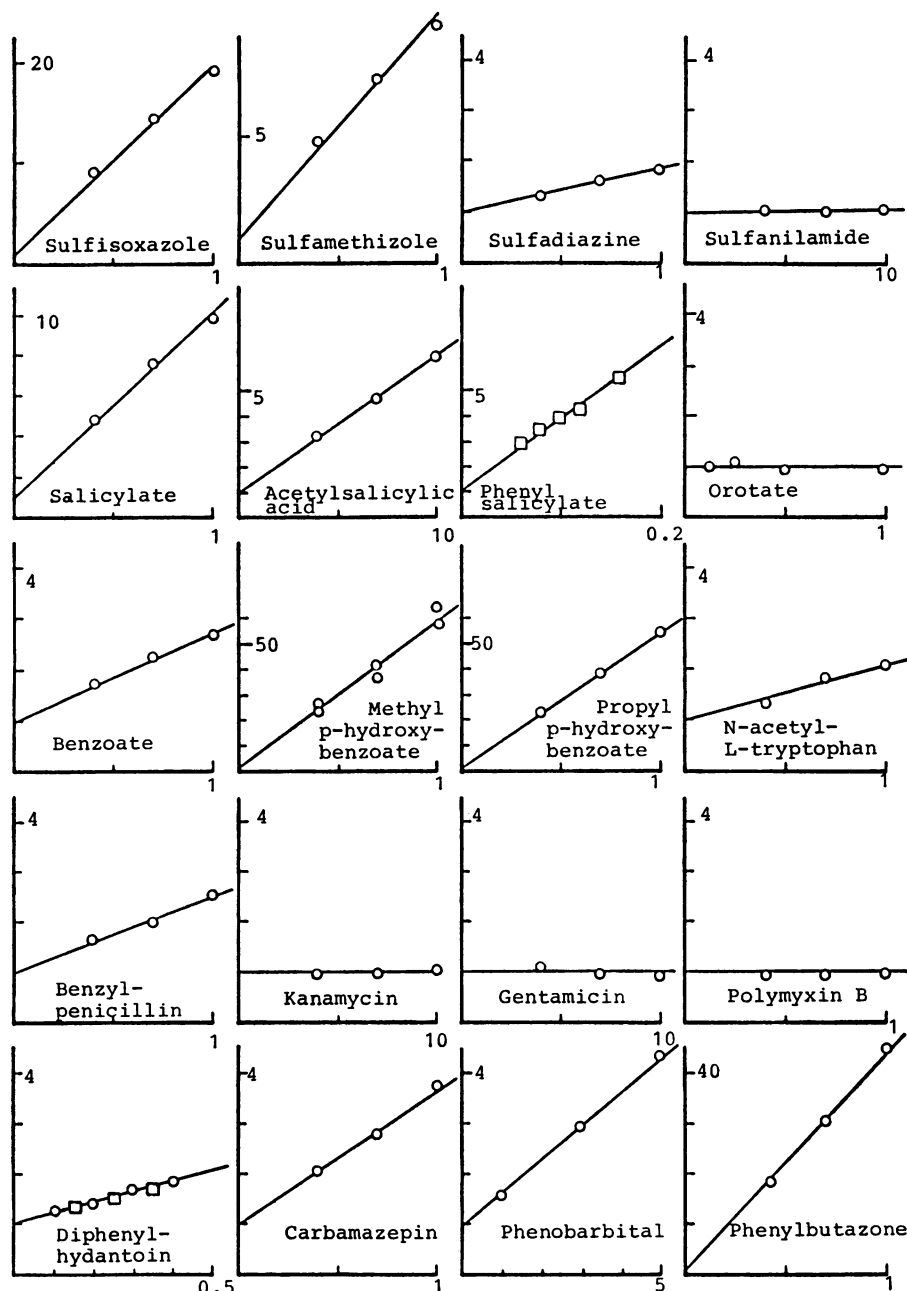 20
Sulfisoxazole
1
5
Sulfamethizole
1
4
Sulfadiazine
1
4
Sulfanilamide
10
10
Salicylate
1
5
Acetylsalicylic
acid
10
5
Phenyl
salicylate
0.2
4
Orotate
1
4
Benzoate
1
50
Methyl
p-hydroxy-
benzoate
1
50
Propyl
p-hydroxy-
benzoate
1
4
N-acetyl-
L-tryptophan
1
4
Benzyl-
penicillin
1
4
Kanamycin
10
4
Gentamicin
10
4
Polymyxin B
1
4
Diphenyl-
hydantoin
0.5
4
Carbamazepin
1
4
Phenobarbital
5
40
Phenylbutazone
1